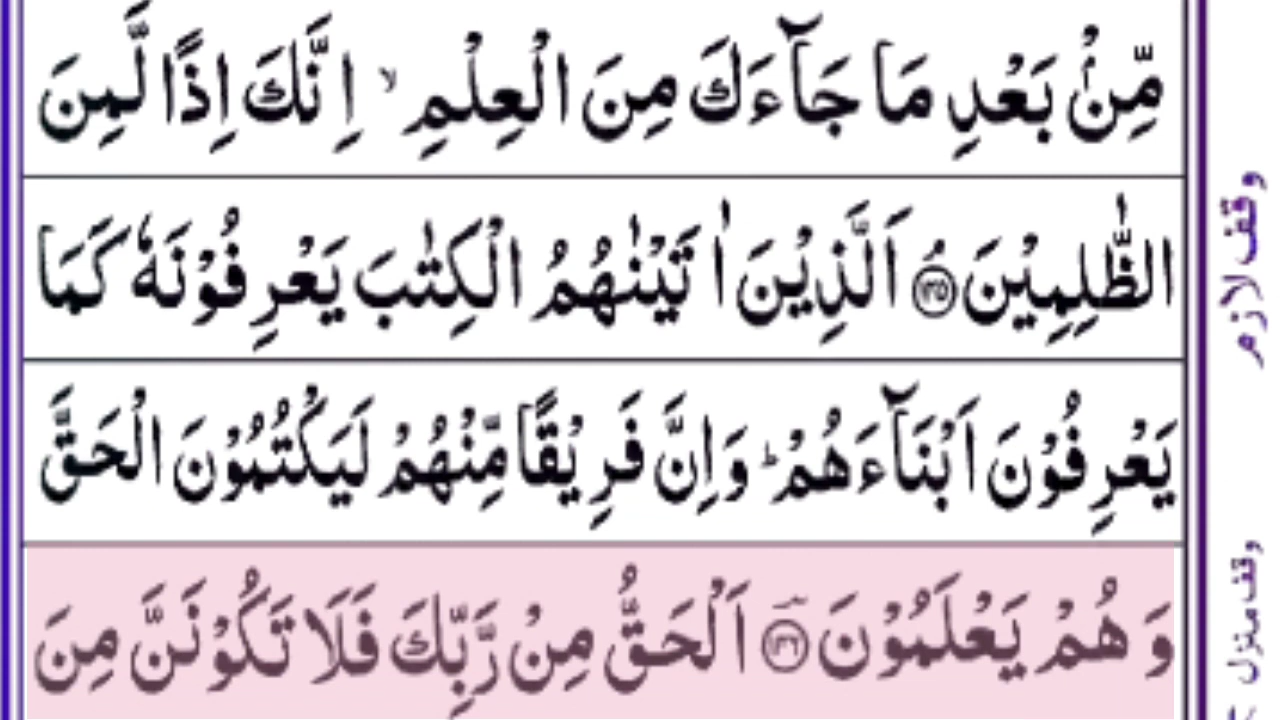 مِّنْۢ بَعْدِ مَا جَآءَكَ مِنَ الْعِلْمِ ۙ اِنَّكَ اِذًا لَّمِنَ
الظّٰلِمِيْنَ ۘ﴿۱۴۵﴾ اَلَّذِيْنَ اٰتَيْنٰهُمُ الْكِتٰبَ يَعْرِفُوْنَهٗ كَمَا
يَعْرِفُوْنَ اَبْنَآءَهُمْ ؕ وَاِنَّ فَرِيْقًا مِّنْهُمْ لَيَكْتُمُوْنَ الْحَقَّ
وَ هُمْ يَعْلَمُوْنَ ﴿۱۴۶﴾ؔ اَلْحَقُّ مِنْ رَّبِّكَ فَلَا تَكُوْنَنَّ مِنَ
وقف لازم
وقف منزل